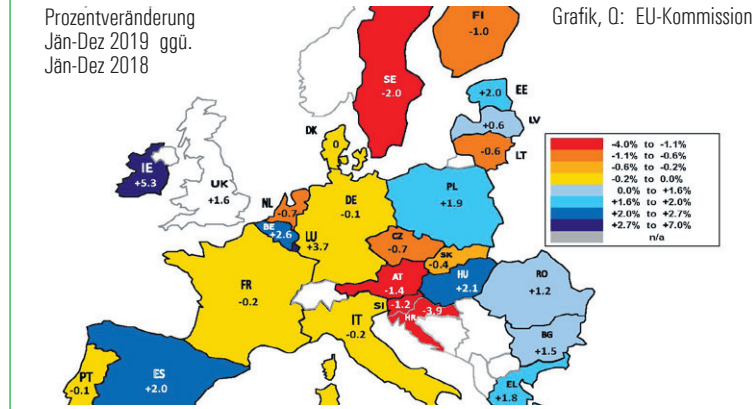 Prozentveränderung
Jän-Dez 2019 ggü.
Jän-Dez 2018
Grafik, Q: EU-Kommission
FI
-1.0
SE
-2.0
EE
+2.0
LV
+0.6
LT
-0.6
DK
0
IE
+5.3
UK
+1.6
NL
-0.7
BE
+2.6
LU
+3.7
DE
-0.1
PL
+1.9
CZ
-0.7
SK
-0.4
AT
-1.4
HU
+2.1
SI
-1.2
HR
-3.9
RO
+1.2
BG
+1.5
FR
-0.2
IT
-0.2
PT
-0.1
ES
+2.0
EL
+1.8
-4.0% to -1.1%
-1.1% to -0.6%
-0.6% to -0.2%
-0.2% to 0.0%
0.0% to +1.6%
+1.6% to +2.0%
+2.0% to +2.7%
+2.7% to +7.0%
n/a